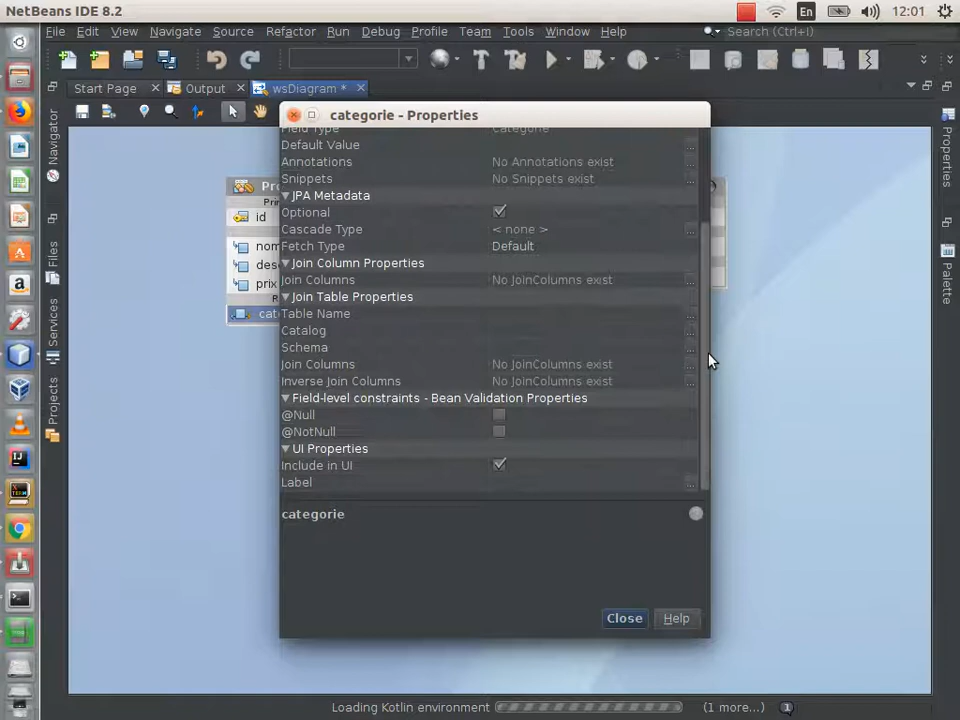 NetBeans IDE 8.2
En
12:01
File Edit View Navigate Source Refactor Run Debug Profile Team Tools Window Help
Search (Ctrl+I)
Start Page
Output
wsDiagram *
categorie - Properties
Navigator
Files
Services
Projects
Properties
Palette
id
Field Type Categorie
Default Value ...
Annotations No Annotations exist ...
Snippets No Snippets exist ...
JPA Metadata
Optional
Cascade Type < none > ...
Fetch Type Default
Join Column Properties
Join Columns No JoinColumns exist ...
Join Table Properties
Table Name ...
Catalog ...
Schema ...
Join Columns No JoinColumns exist ...
Inverse Join Columns No JoinColumns exist ...
Field-level constraints - Bean Validation Properties
@Null
@NotNull
UI Properties
Include in UI
Label ...
categorie
Close
Help
Loading Kotlin environment
(1 more...)
1